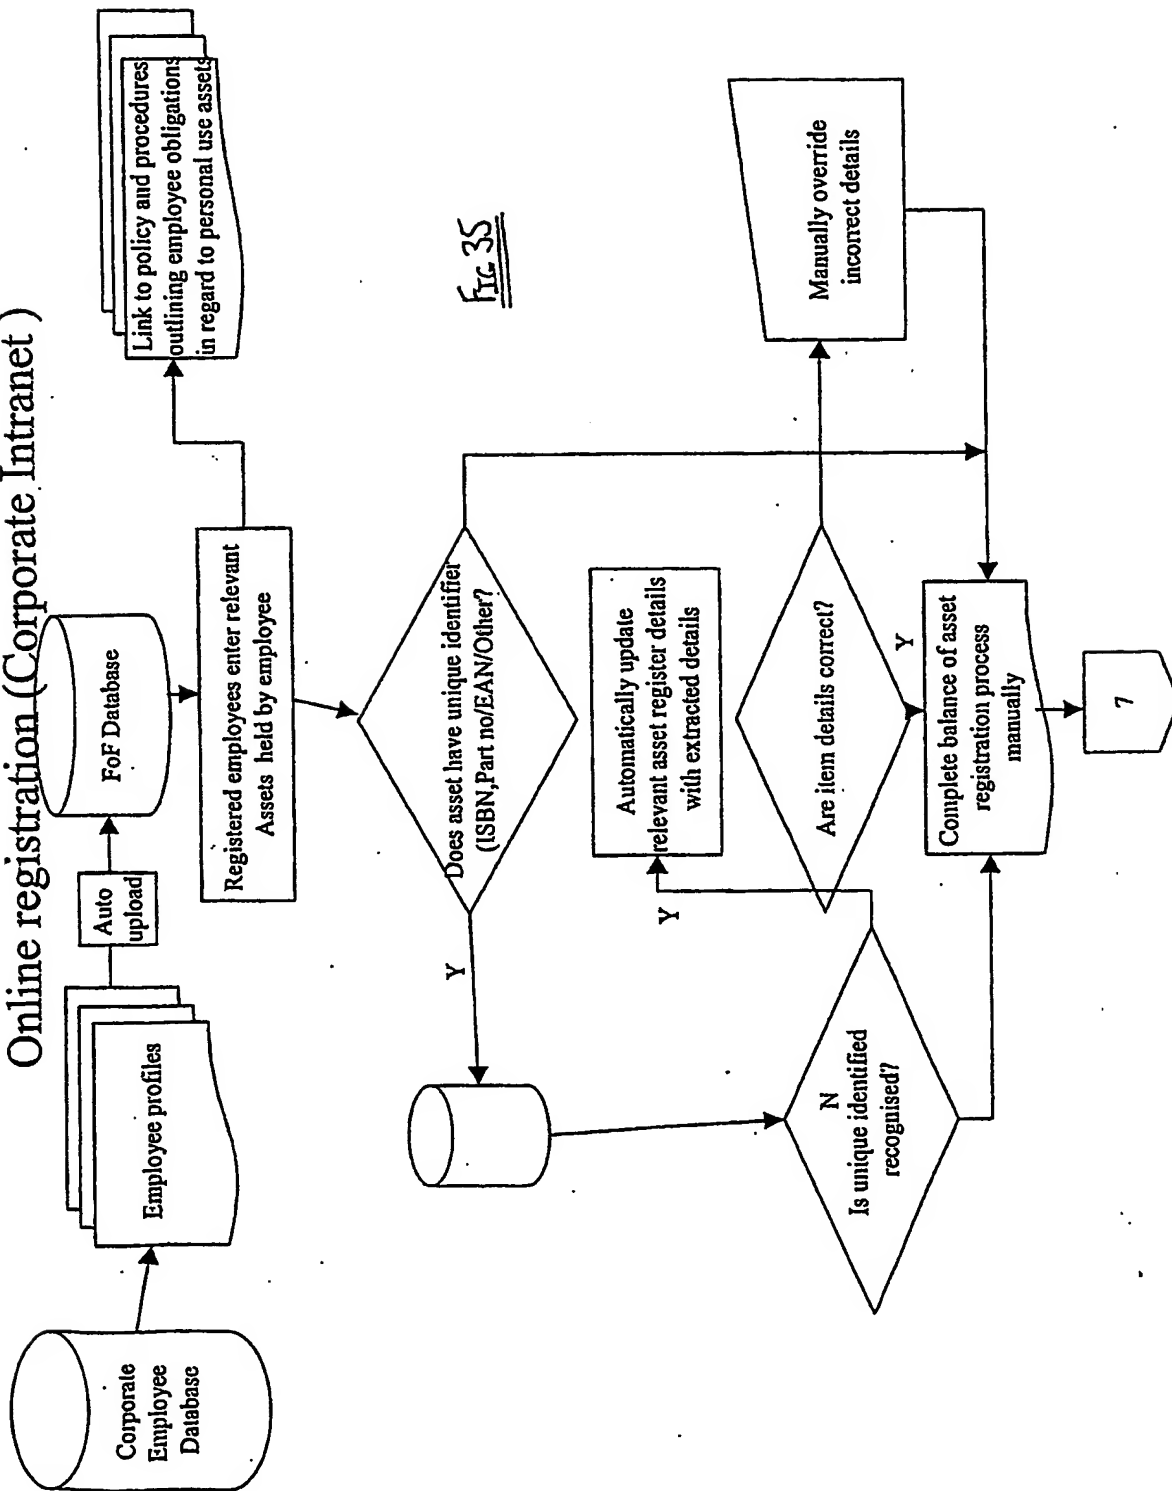 Online registration (Corporate Intranet )
Corporate
Employee
Database
Employee profiles
Auto
upload
FoF Database
Registered employees enter relevant
Assets held by employee
Link to policy and procedures
outlining employee obligations
in regard to personal use assets
Does asset have unique identifier
(ISBN,Part no/EAN/Other?
Y
N
Is unique identified
recognised?
Y
Automatically update
relevant asset register details
with extracted details
Are item details correct?
Y
Manually override
incorrect details
Complete balance of asset
registration process
manually
7
FIG 35